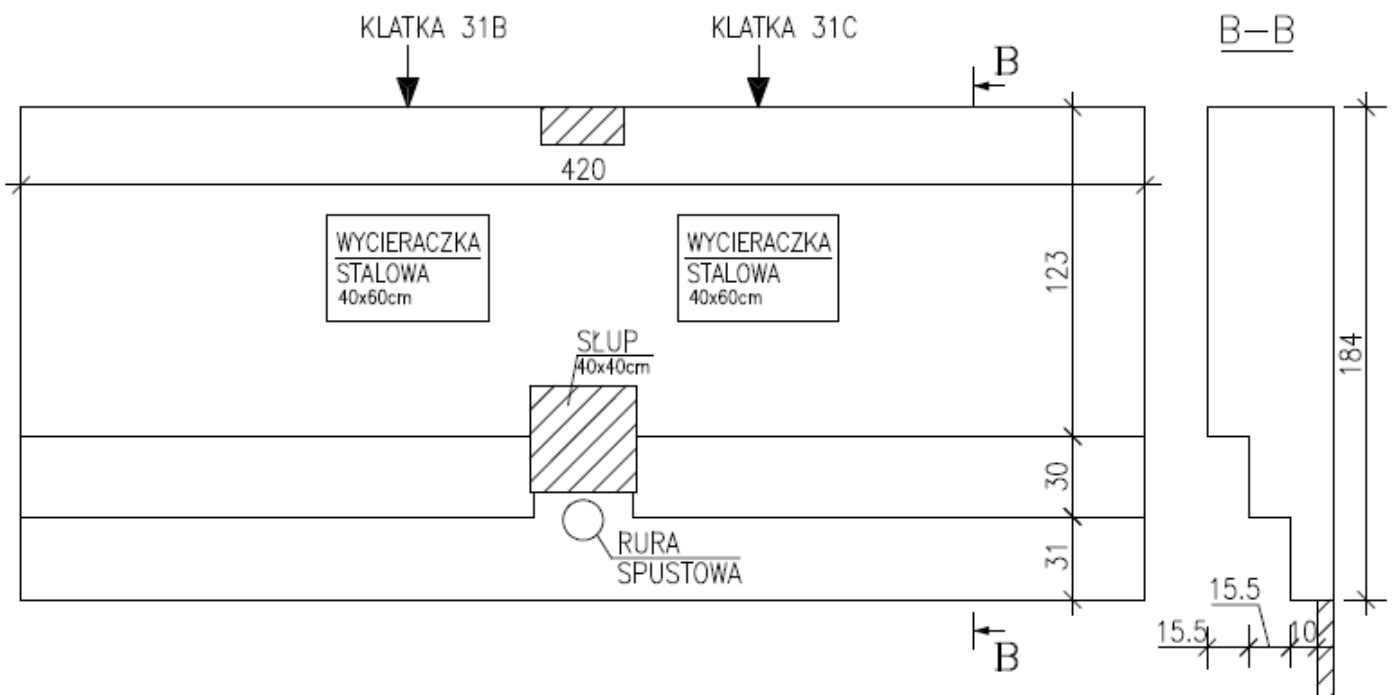 KLATKA 31B
KLATKA 31C
B-B
B
420
WYCIERACZKA
STALOWA
40x60cm
WYCIERACZKA
STALOWA
40x60cm
123
184
SŁUP
40x40cm
30
31
RURA
SPUSTOWA
15.5
15.5
10
B